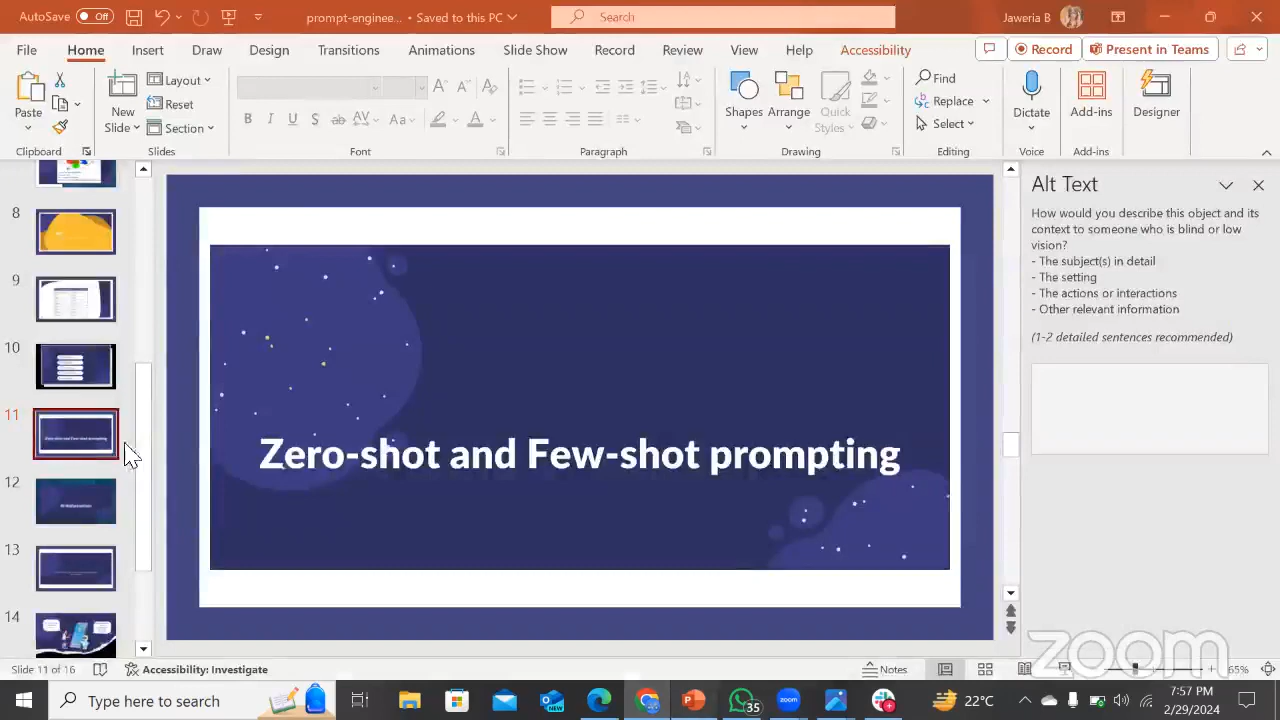 AutoSave Off prompt-enginee... • Saved to this PC Search Jaweria B
File Home Insert Draw Design Transitions Animations Slide Show Record Review View Help Accessibility Record Present in Teams
Paste New Slide Layout Reset Section Shapes Arrange Quick Styles Find Replace Select Dictate Add-ins Designer
Clipboard Slides Font Paragraph Drawing Editing Voice Add-ins
Alt Text
How would you describe this object and its
context to someone who is blind or low
vision?
- The subject(s) in detail
- The setting
- The actions or interactions
- Other relevant information
(1-2 detailed sentences recommended)
8
9
10
11
12
13
14
Zero-shot and Few-shot prompting
zoom
Slide 11 of 16 Accessibility: Investigate Notes 65%
Type here to search 35 22°C 7:57 PM
2/29/2024